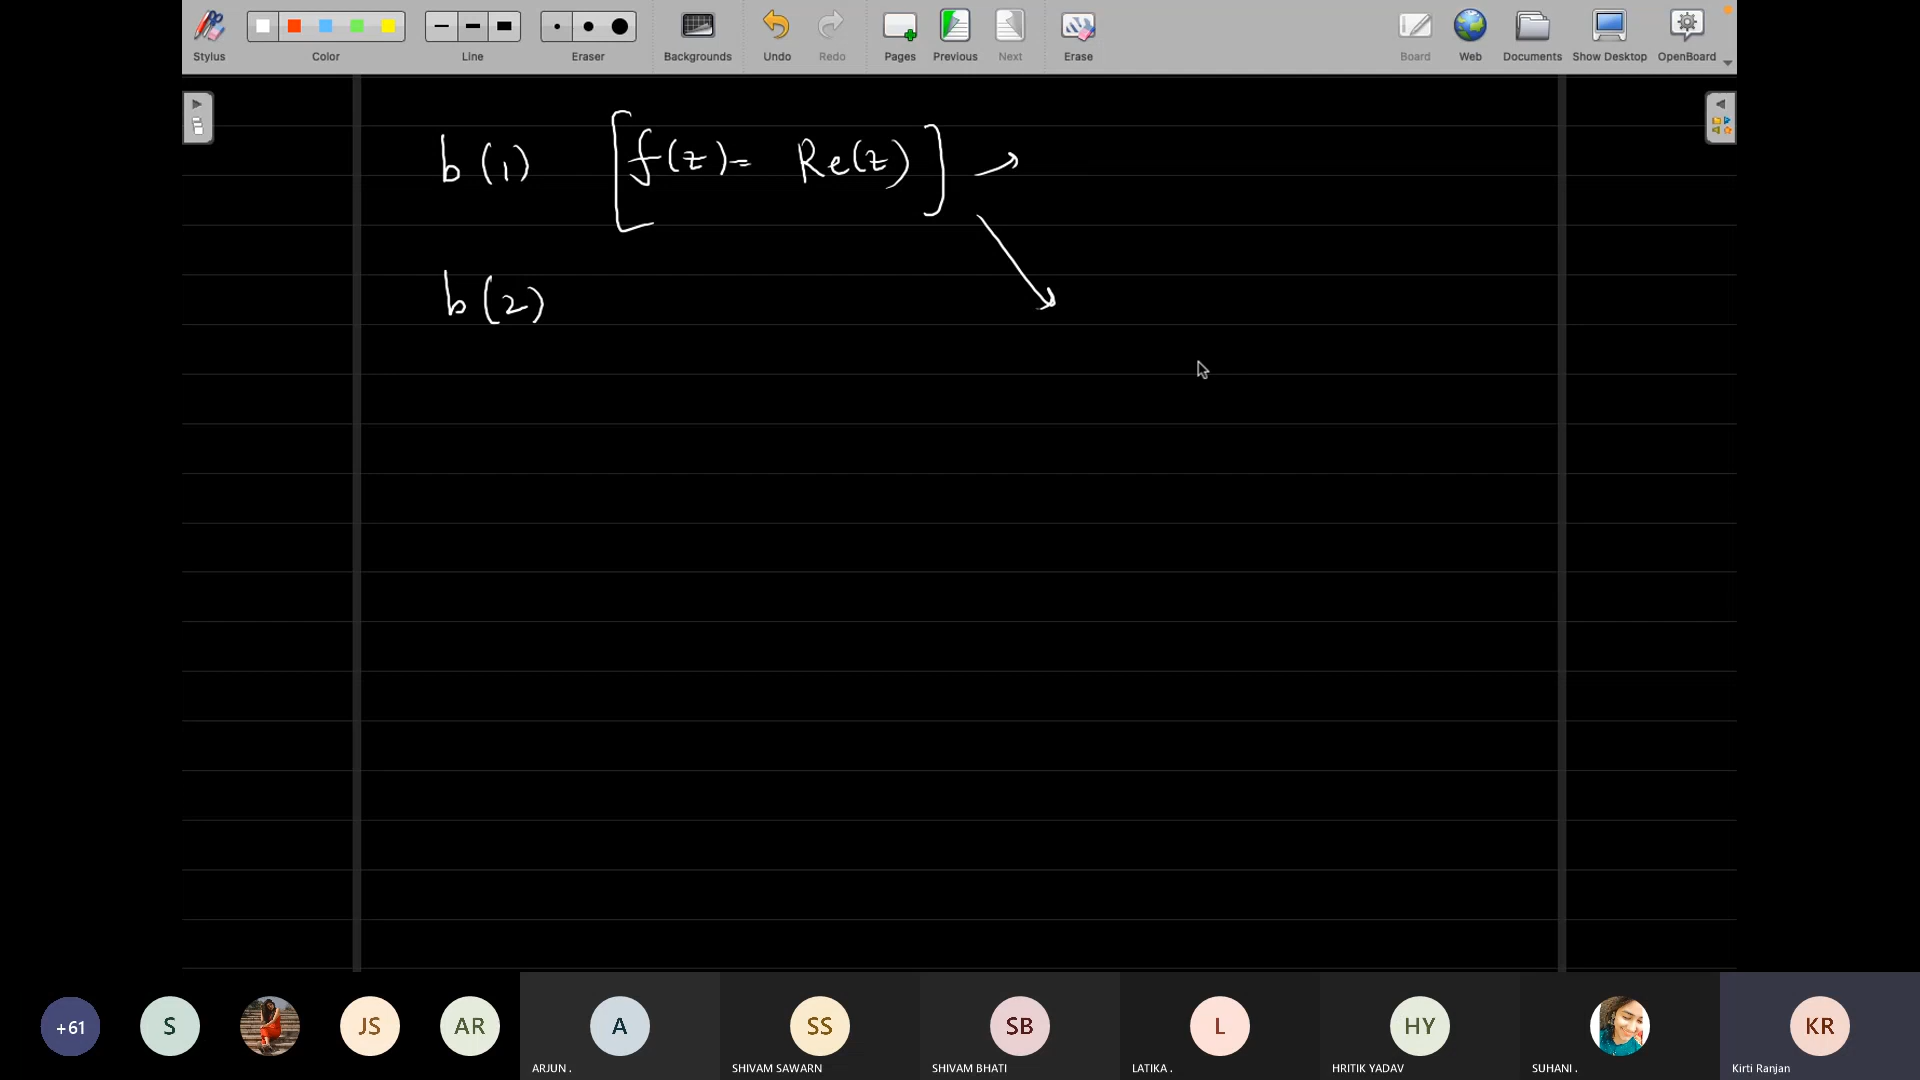 Stylus Color Line Eraser Backgrounds Undo Redo Pages Previous Next Erase Board Web Documents Show Desktop OpenBoard
b(1) [f(z)= Re(z)] →
b(2)
+61 S JS AR A SS SB L HY KR
ARJUN . SHIVAM SAWARN SHIVAM BHATI LATIKA . HRITIK YADAV SUHANI . Kirti Ranjan